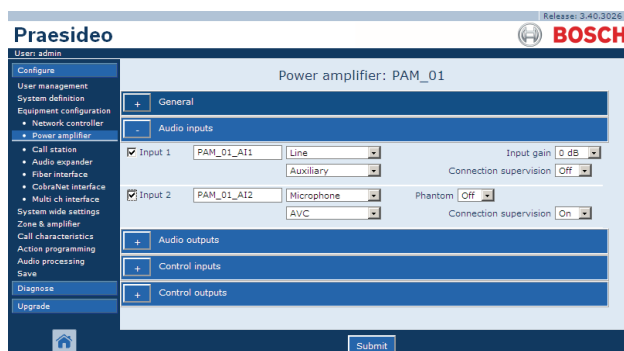 Release: 3.40.3026
Praesideo
BOSCH
User: admin
Configure
User management
System definition
Equipment configuration
• Network controller
• Power amplifier
• Call station
• Audio expander
• Fiber interface
• CobraNet interface
• Multi ch interface
System wide settings
Zone & amplifier
Call characteristics
Action programming
Audio processing
Save
Diagnose
Upgrade
Power amplifier: PAM_01
+ General
- Audio inputs
Input 1 PAM_01_AI1 Line Input gain 0 dB
Auxiliary Connection supervision Off
Input 2 PAM_01_AI2 Microphone Phantom Off
AVC Connection supervision On
+ Audio outputs
+ Control inputs
+ Control outputs
Submit